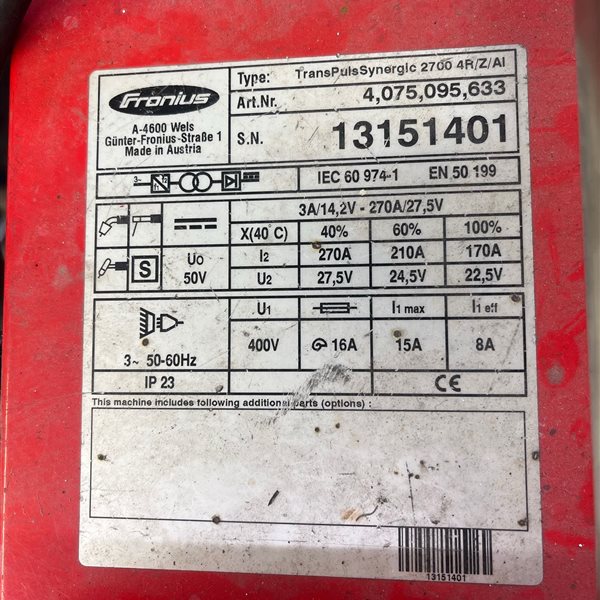 Fronius
A-4600 Wels
Günter-Fronius-Straße 1
Made in Austria
Type: TransPulsSynergic 2700 4R/Z/Al
Art.Nr. 4,075,095,633
S.N. 13151401
3~
IEC 60 974-1 EN 50 199
3A/14,2V - 270A/27,5V
X(40°C) 40% 60% 100%
U0 I2 270A 210A 170A
S 50V U2 27,5V 24,5V 22,5V
U1 I1 max I1 eff
3~ 50-60Hz 400V 16A 15A 8A
IP 23 CE
This machine includes following additional parts (options) :
13151401